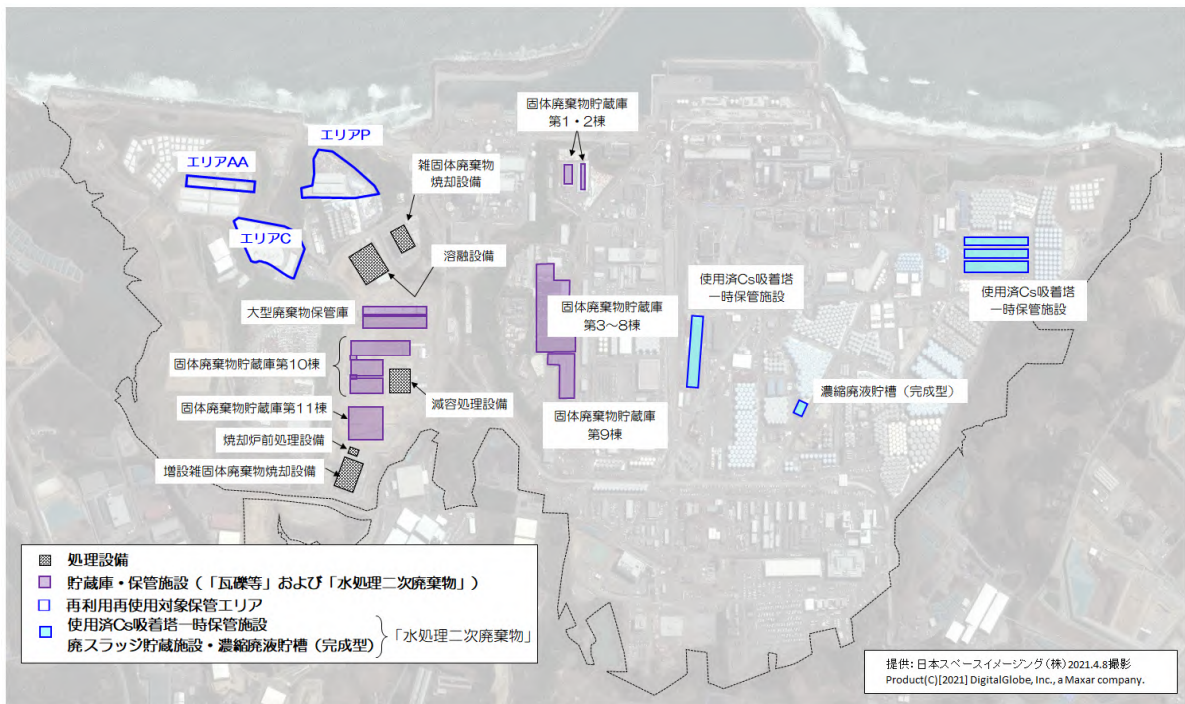 固体廃棄物貯蔵庫
第1・2棟
エリアP
エリアAA
雑固体廃棄物
焼却設備
エリアC
溶融設備
使用済Cs吸着塔
一時保管施設
使用済Cs吸着塔
一時保管施設
大型廃棄物保管庫
固体廃棄物貯蔵庫
第3~8棟
固体廃棄物貯蔵庫第10棟
減容処理設備
濃縮廃液貯槽（完成型）
固体廃棄物貯蔵庫第11棟
固体廃棄物貯蔵庫
第9棟
焼却炉前処理設備
増設雑固体廃棄物焼却設備
処理設備
貯蔵庫・保管施設（「瓦礫等」および「水処理二次廃棄物」）
再利用再使用対象保管エリア
使用済Cs吸着塔一時保管施設
廃スラッジ貯蔵施設・濃縮廃液貯槽（完成型）
「水処理二次廃棄物」
提供：日本スペースイメージング（株）2021.4.8撮影
Product(C)[2021] DigitalGlobe, Inc., a Maxar company.